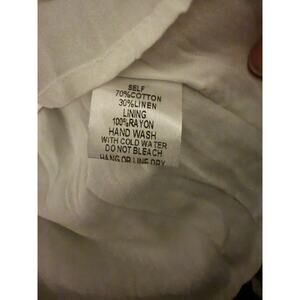 SELF
70%COTTON
30%LINEN
LINING
100%RAYON
HAND WASH
WITH COLD WATER
DO NOT BLEACH
HANG OR LINE DRY